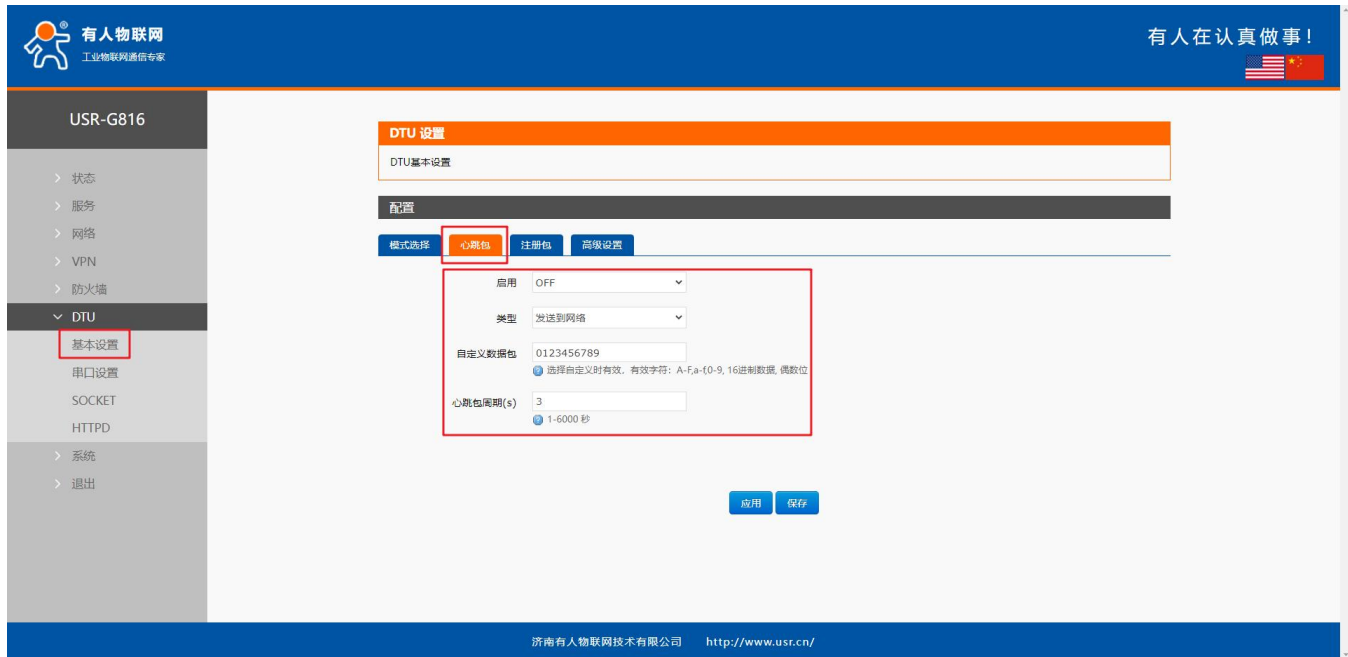 有人物联网
®
工业物联网通信专家
有人在认真做事!
USR-G816
状态
服务
网络
VPN
防火墙
DTU
基本设置
串口设置
SOCKET
HTTPD
系统
退出
DTU 设置
DTU基本设置
配置
模式选择 心跳包 注册包 高级设置
启用 OFF
类型 发送到网络
自定义数据包 0123456789
选择自定义时有效, 有效字符: A-F,a-f,0-9, 16进制数据, 偶数位
心跳包周期(s) 3
1-6000 秒
应用 保存
济南有人物联网技术有限公司 http://www.usr.cn/